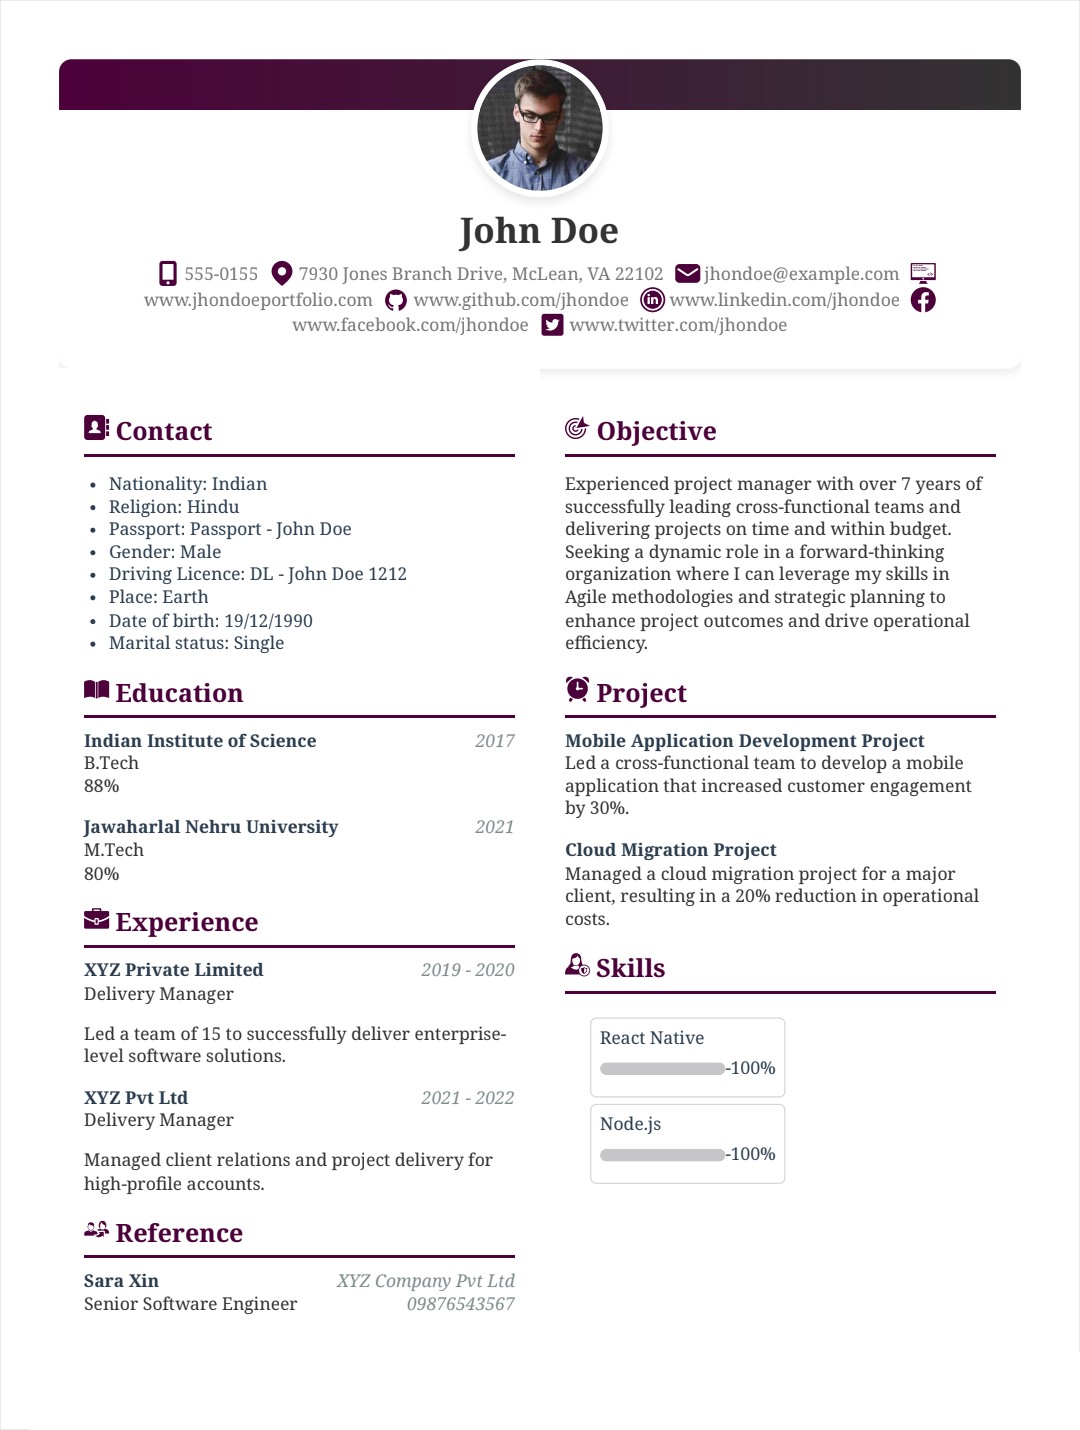 John Doe
555-0155 7930 Jones Branch Drive, McLean, VA 22102 jhondoe@example.com
www.jhondoeportfolio.com www.github.com/jhondoe www.linkedin.com/jhondoe
www.facebook.com/jhondoe www.twitter.com/jhondoe
Contact
• Nationality: Indian
• Religion: Hindu
• Passport: Passport - John Doe
• Gender: Male
• Driving Licence: DL - John Doe 1212
• Place: Earth
• Date of birth: 19/12/1990
• Marital status: Single
Education
Indian Institute of Science 2017
B.Tech
88%
Jawaharlal Nehru University 2021
M.Tech
80%
Experience
XYZ Private Limited 2019 - 2020
Delivery Manager
Led a team of 15 to successfully deliver enterprise-
level software solutions.
XYZ Pvt Ltd 2021 - 2022
Delivery Manager
Managed client relations and project delivery for
high-profile accounts.
Reference
Sara Xin XYZ Company Pvt Ltd
Senior Software Engineer 09876543567
Objective
Experienced project manager with over 7 years of
successfully leading cross-functional teams and
delivering projects on time and within budget.
Seeking a dynamic role in a forward-thinking
organization where I can leverage my skills in
Agile methodologies and strategic planning to
enhance project outcomes and drive operational
efficiency.
Project
Mobile Application Development Project
Led a cross-functional team to develop a mobile
application that increased customer engagement
by 30%.
Cloud Migration Project
Managed a cloud migration project for a major
client, resulting in a 20% reduction in operational
costs.
Skills
React Native
-100%
Node.js
-100%